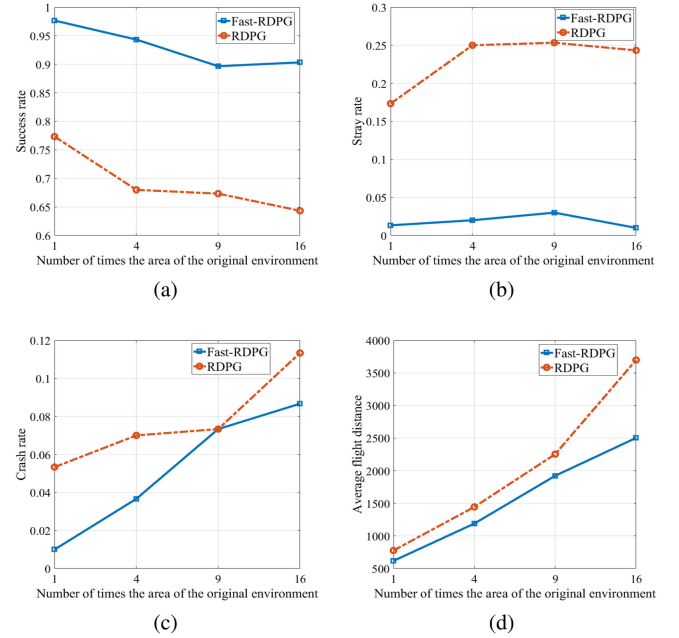 1
0.95
0.9
0.85
0.8
0.75
0.7
0.65
0.6
Success rate
Fast-RDPG
RDPG
1 4 9 16
Number of times the area of the original environment
(a)
0.3
0.25
0.2
0.15
0.1
0.05
0
Stray rate
Fast-RDPG
RDPG
1 4 9 16
Number of times the area of the original environment
(b)
0.12
0.1
0.08
0.06
0.04
0.02
0
Crash rate
Fast-RDPG
RDPG
1 4 9 16
Number of times the area of the original environment
(c)
4000
3500
3000
2500
2000
1500
1000
500
Average flight distance
Fast-RDPG
RDPG
1 4 9 16
Number of times the area of the original environment
(d)